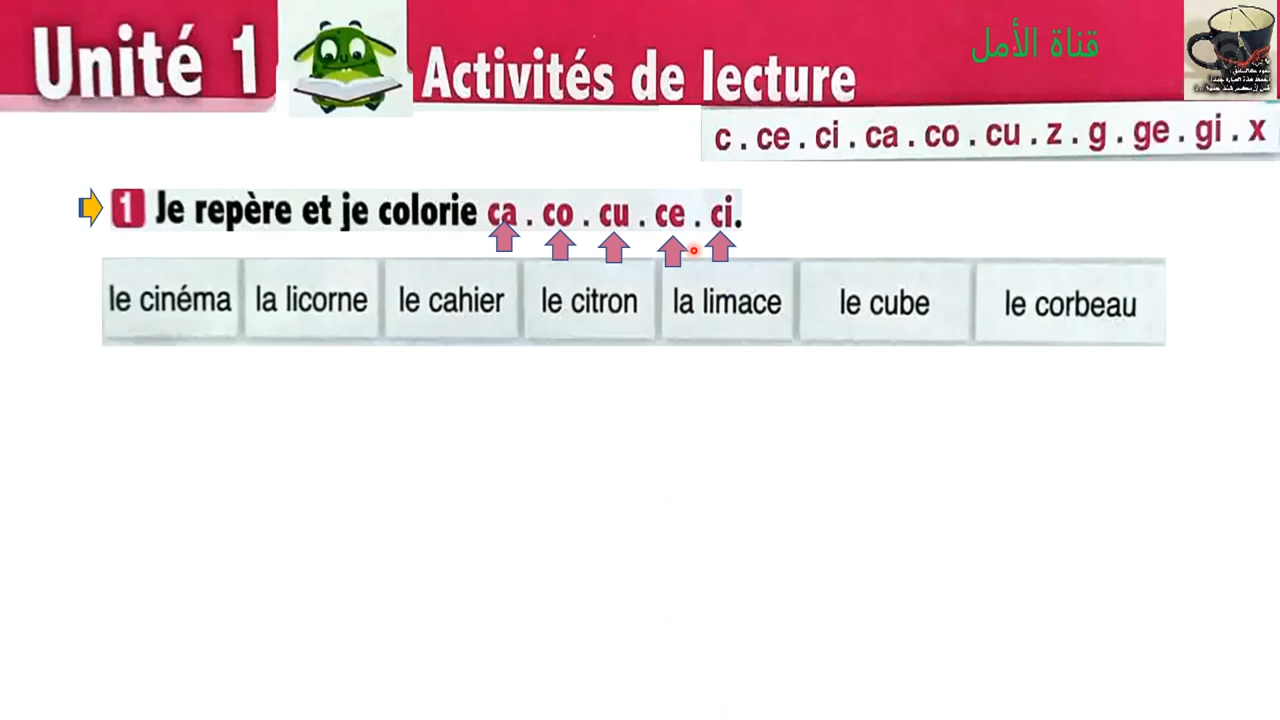 Unité 1
Activités de lecture
قناة الأمل
c . ce . ci . ca . co . cu . z . g . ge . gi . x
1 Je repère et je colorie ca . co . cu . ce . ci.
le cinéma la licorne le cahier le citron la limace le cube le corbeau